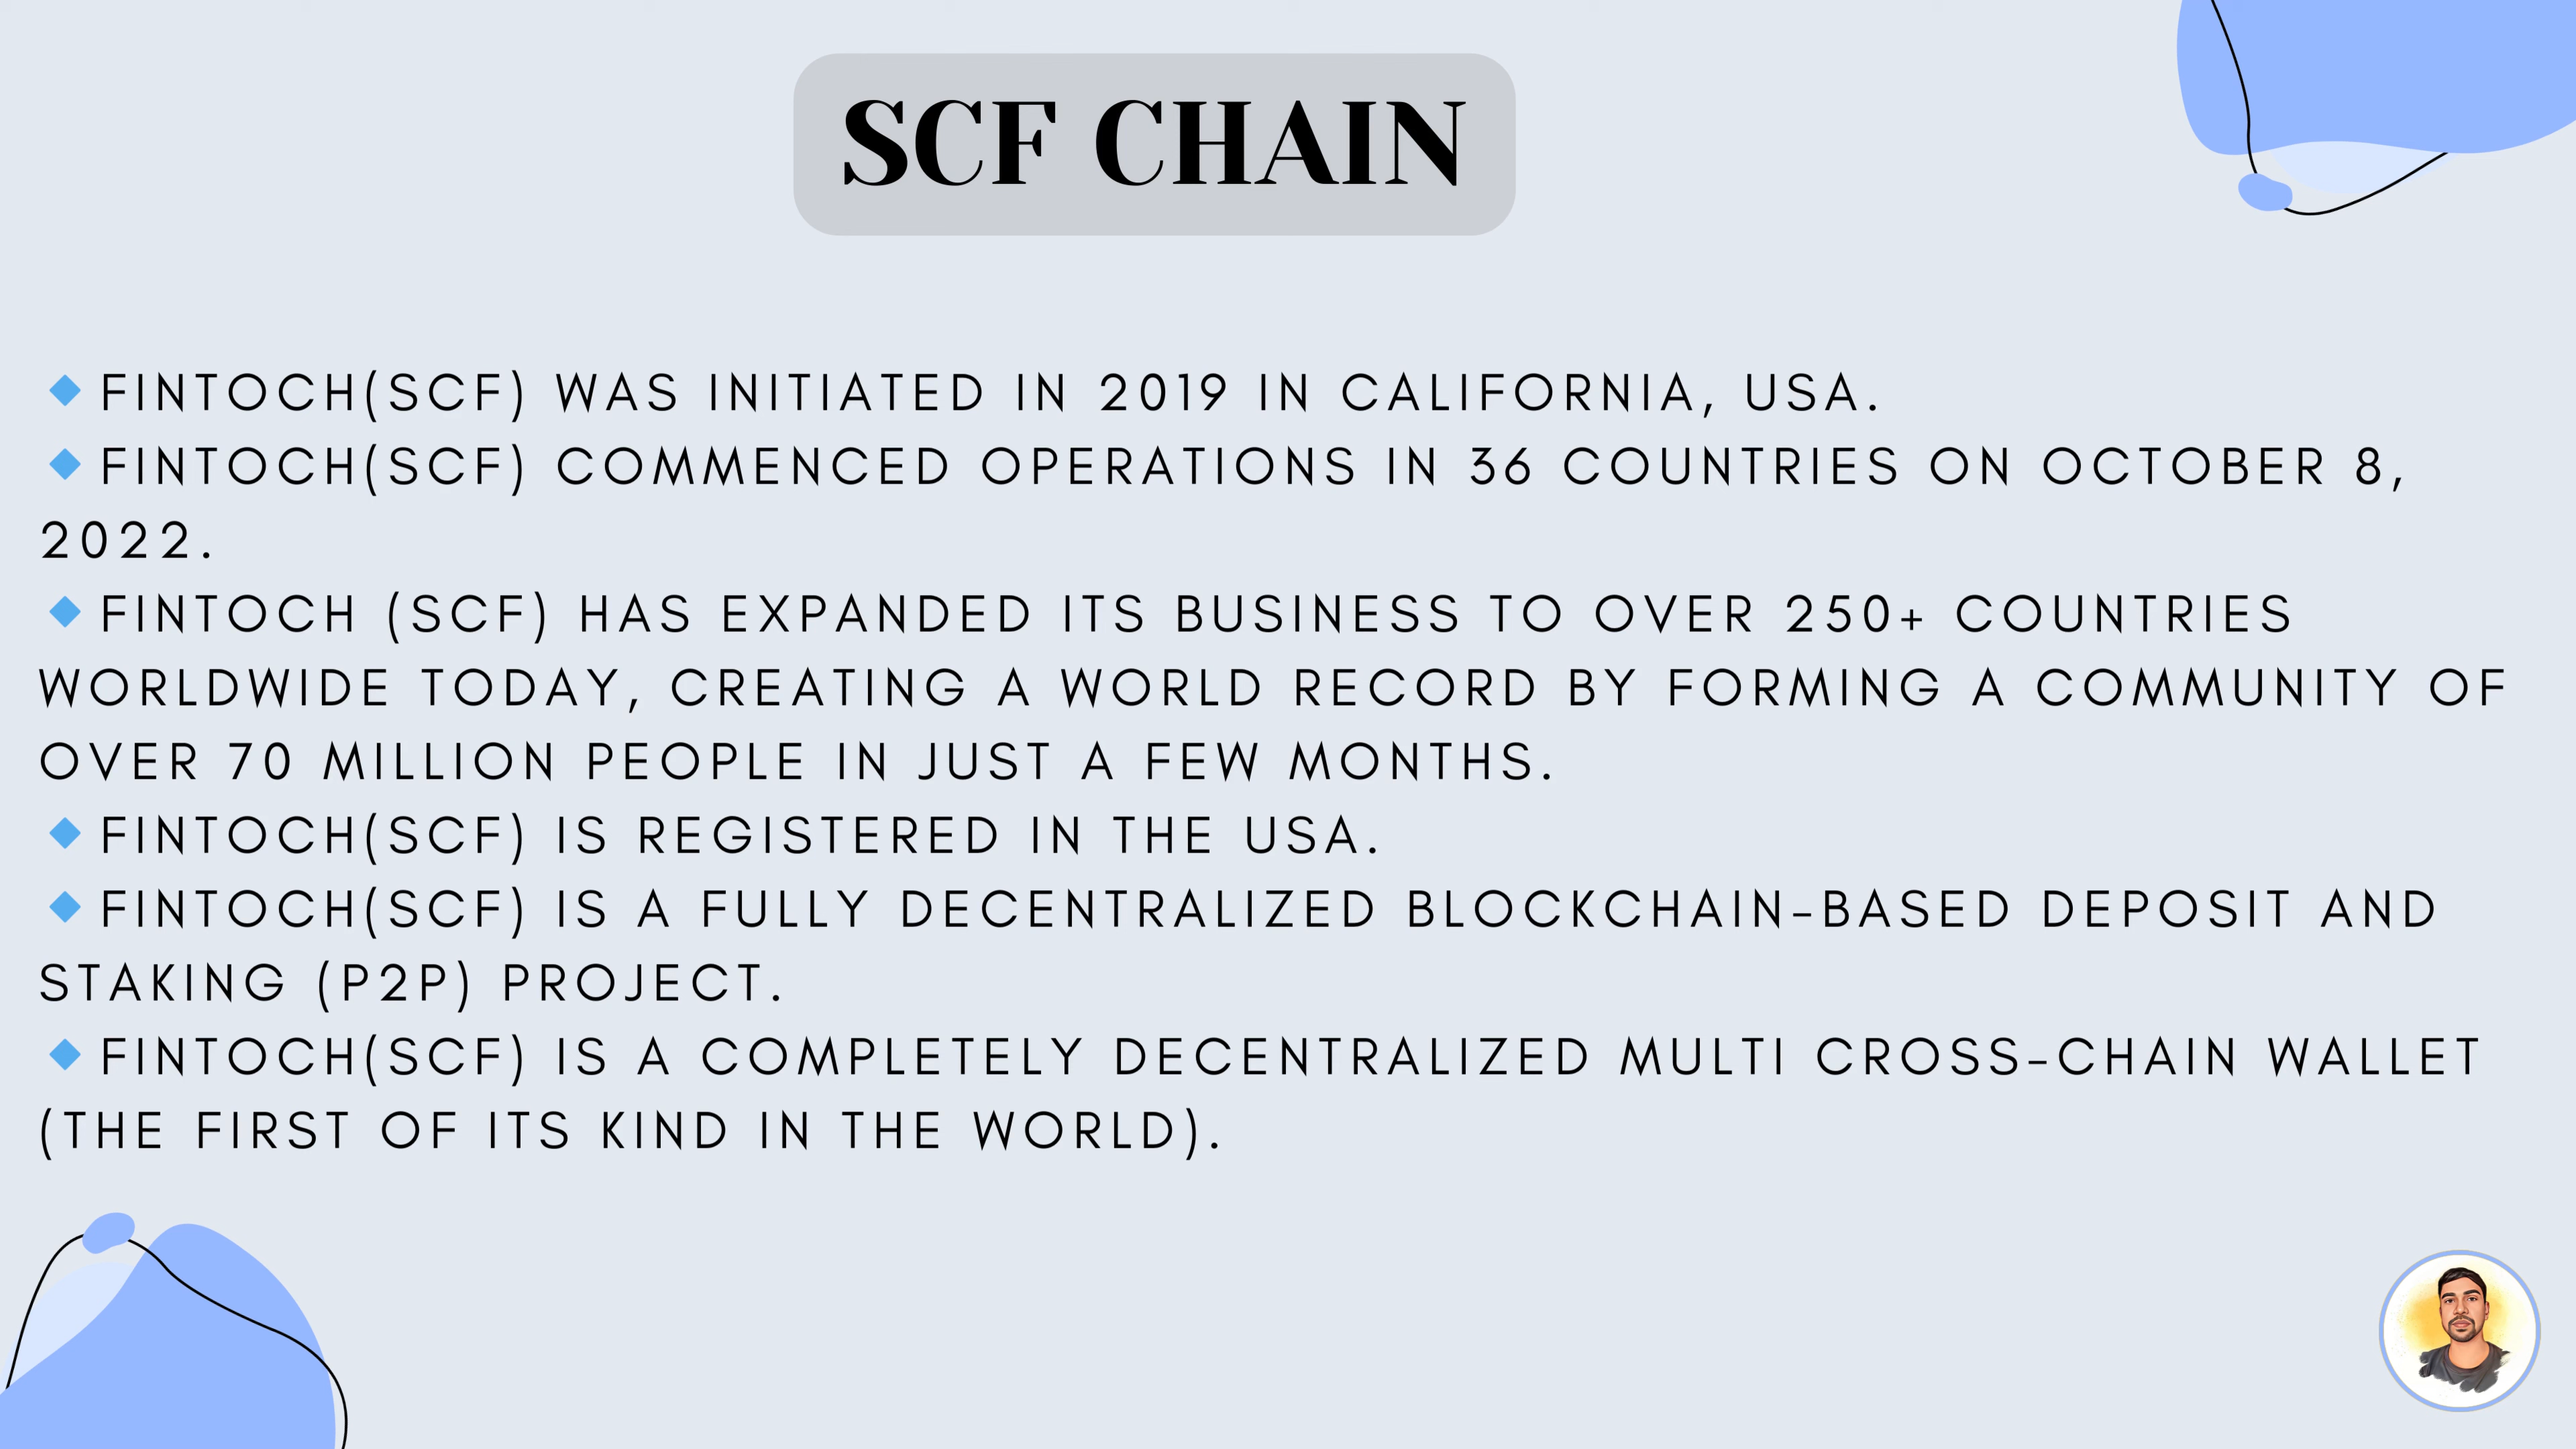 SCF CHAIN
🔹FINTOCH(SCF) WAS INITIATED IN 2019 IN CALIFORNIA, USA.
🔹FINTOCH(SCF) COMMENCED OPERATIONS IN 36 COUNTRIES ON OCTOBER 8,
2022.
🔹FINTOCH (SCF) HAS EXPANDED ITS BUSINESS TO OVER 250+ COUNTRIES
WORLDWIDE TODAY, CREATING A WORLD RECORD BY FORMING A COMMUNITY OF
OVER 70 MILLION PEOPLE IN JUST A FEW MONTHS.
🔹FINTOCH(SCF) IS REGISTERED IN THE USA.
🔹FINTOCH(SCF) IS A FULLY DECENTRALIZED BLOCKCHAIN-BASED DEPOSIT AND
STAKING (P2P) PROJECT.
🔹FINTOCH(SCF) IS A COMPLETELY DECENTRALIZED MULTI CROSS-CHAIN WALLET
(THE FIRST OF ITS KIND IN THE WORLD).